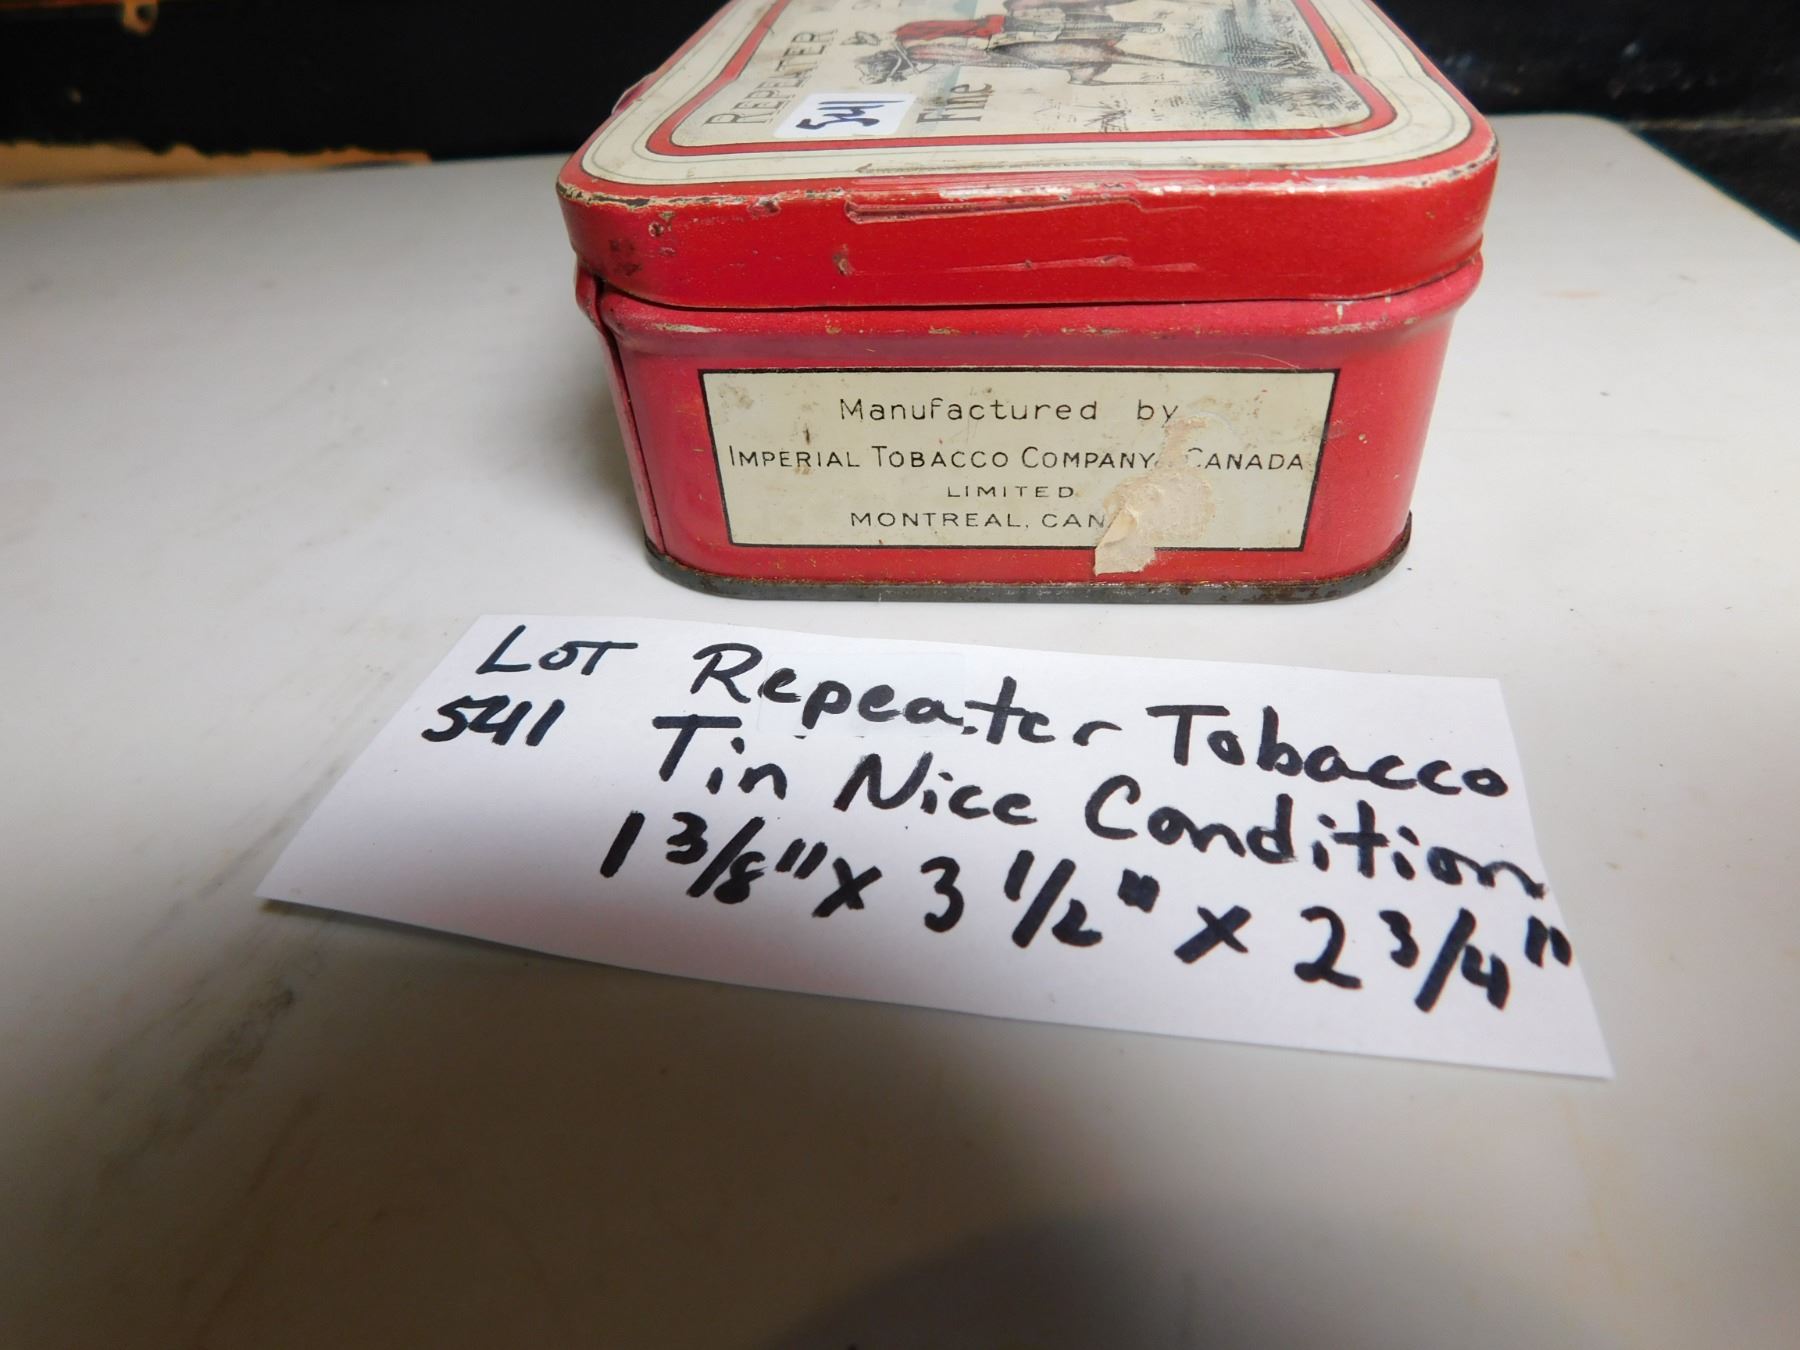 REPEATER
Fine
541
Manufactured by
IMPERIAL TOBACCO COMPANY CANADA
LIMITED
MONTREAL, CAN
LOT Repeater Tobacco
541 Tin Nice Condition
1 3/8" x 3 1/2" x 2 3/4"